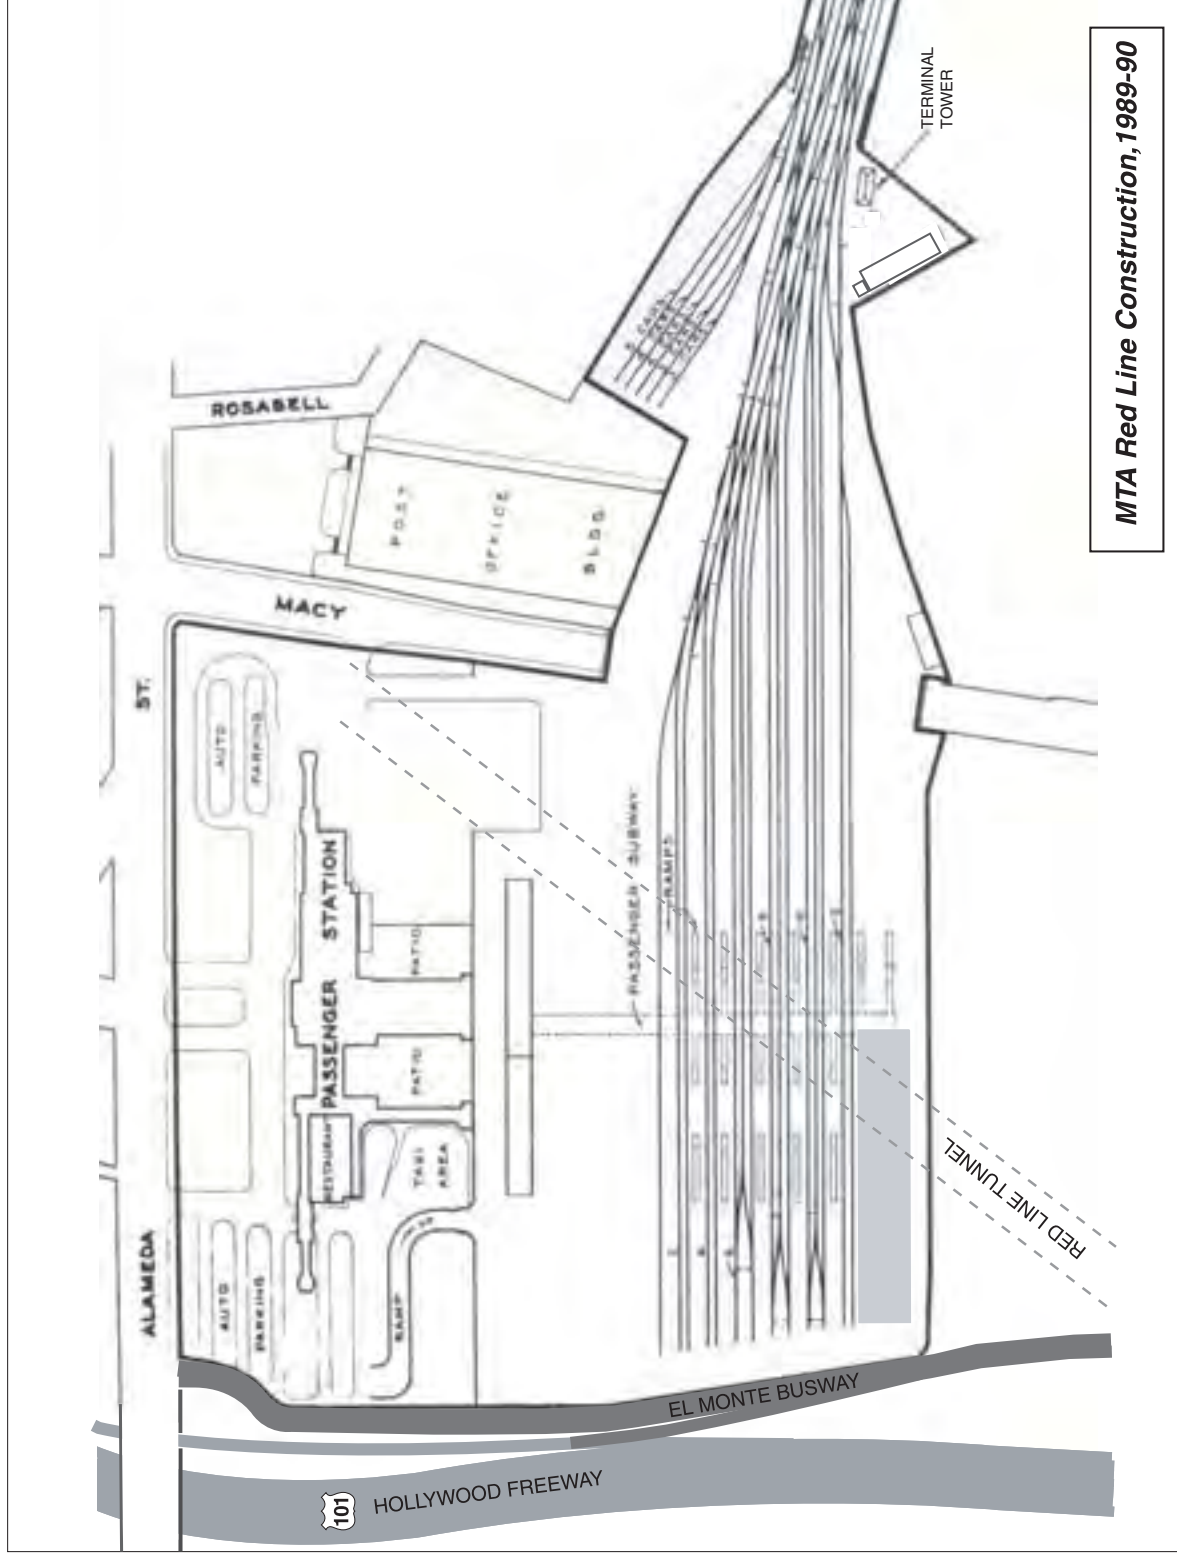 MTA Red Line Construction,1989-90
TERMINAL
TOWER
ROSABELL
POST
OFFICE
BLDG
MACY
ST.
AUTO
PARKING
PASSENGER STATION
PATIO
PATIO
RESTAURANT
TAXI
AREA
RAMP
AUTO
PARKING
ALAMEDA
PASSENGER SUBWAY
RAMPS
RED LINE TUNNEL
EL MONTE BUSWAY
HOLLYWOOD FREEWAY
101